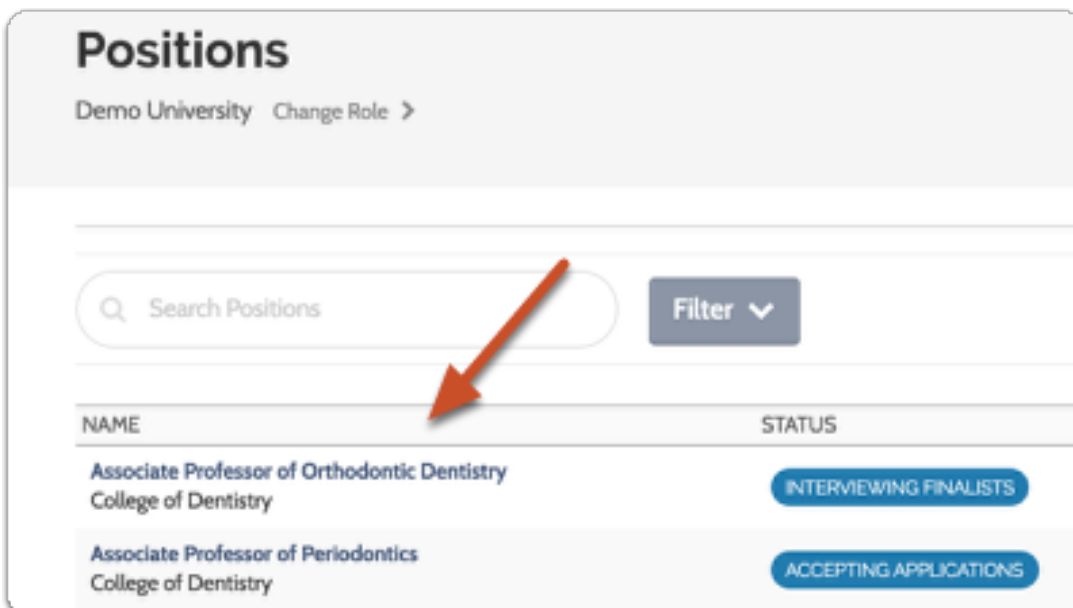 Positions
Demo University Change Role
Search Positions
Filter
NAME STATUS
Associate Professor of Orthodontic Dentistry
College of Dentistry
INTERVIEWING FINALISTS
Associate Professor of Periodontics
College of Dentistry
ACCEPTING APPLICATIONS